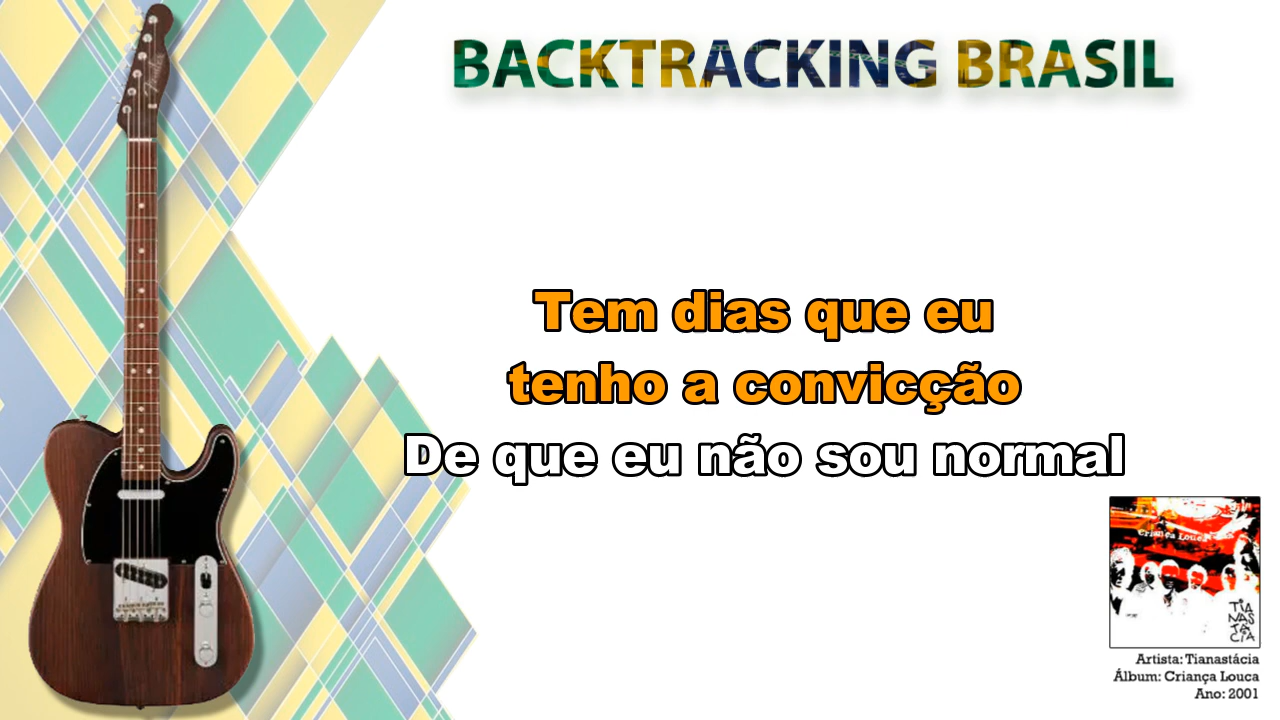 BACKTRACKING BRASIL
Fender
Tem dias que eu
tenho a convicção
De que eu não sou normal
Criança Louca
TIA
NAS
TÁ
CIA
Artista: Tianastácia
Álbum: Criança Louca
Ano: 2001